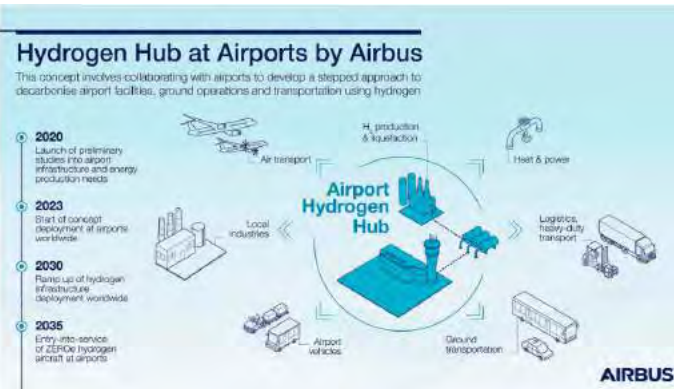 Hydrogen Hub at Airports by Airbus
This concept involves collaborating with airports to develop a stepped approach to
decarbonise airport facilities, ground operations and transportation using hydrogen
2020
Launch of preliminary
studies into airport
infrastructure and energy
production needs
2023
Start of concept
deployment at airports
worldwide
2030
Ramp up of hydrogen
infrastructure
deployment worldwide
2035
Entry-into-service
of ZEROe hydrogen
aircraft at airports
Air transport
H₂ production
& liquefaction
Heat & power
Airport
Hydrogen
Hub
Local
industries
Logistics,
heavy-duty
transport
Airport
vehicles
Ground
transportation
AIRBUS